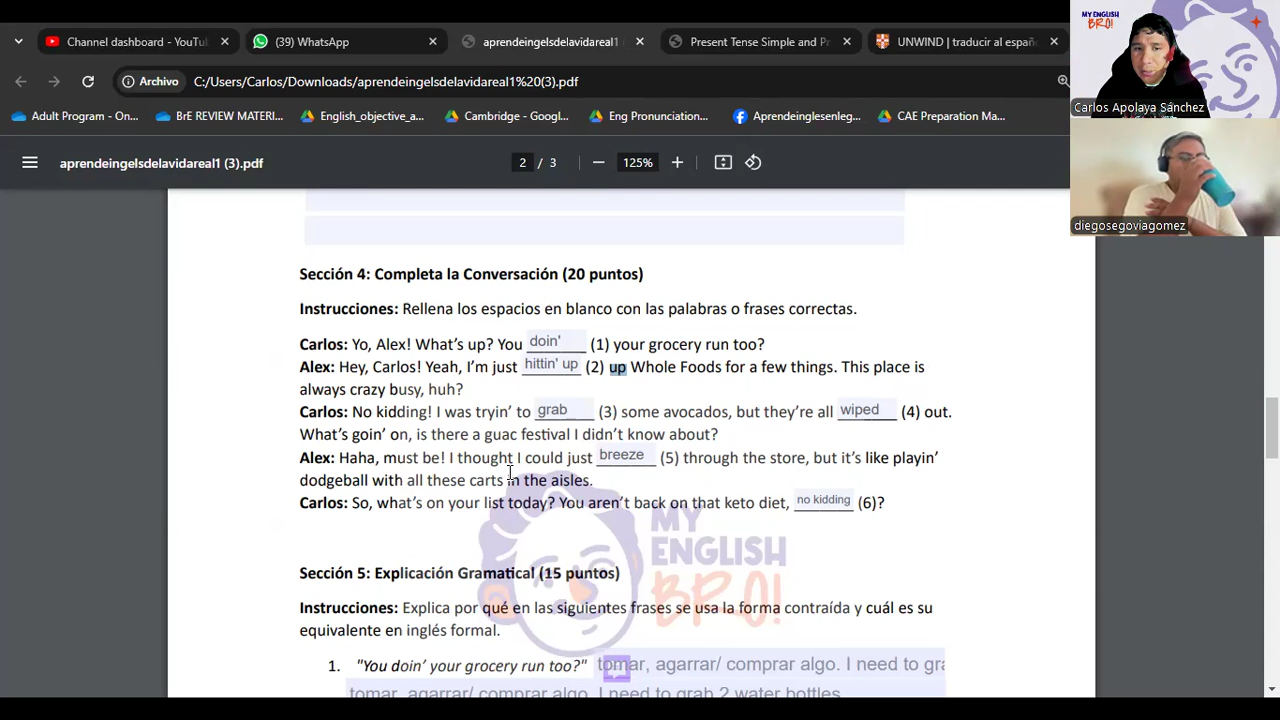 Channel dashboard - YouTu
(39) WhatsApp
aprendeingelsdelavidareal1
Present Tense Simple and Pr
UNWIND | traducir al españo
Archivo
C:/Users/Carlos/Downloads/aprendeingelsdelavidareal1%20(3).pdf
Adult Program - On...
BiE REVIEW MATERI...
English_objective_a...
Cambridge - Googl...
Eng Pronunciation...
Aprendeinglesenleg...
CAE Preparation Ma...
aprendeingelsdelavidareal1 (3).pdf
2 / 3
125%
MY ENGLISH BRO!
Carlos Apolaya Sánchez
diegosegoviagomez
Sección 4: Completa la Conversación (20 puntos)
Instrucciones: Rellena los espacios en blanco con las palabras o frases correctas.
Carlos: Yo, Alex! What's up? You doin' (1) your grocery run too?
Alex: Hey, Carlos! Yeah, I'm just hittin' up (2) up Whole Foods for a few things. This place is
always crazy busy, huh?
Carlos: No kidding! I was tryin' to grab (3) some avocados, but they're all wiped (4) out.
What's goin' on, is there a guac festival I didn't know about?
Alex: Haha, must be! I thought I could just breeze (5) through the store, but it's like playin'
dodgeball with all these carts in the aisles.
Carlos: So, what's on your list today? You aren't back on that keto diet, no kidding (6)?
MY
ENGLISH
BRO!
Sección 5: Explicación Gramatical (15 puntos)
Instrucciones: Explica por qué en las siguientes frases se usa la forma contraída y cuál es su
equivalente en inglés formal.
1. "You doin' your grocery run too?" tomar, agarrar/ comprar algo. I need to gra
tomar, agarrar/ comprar algo. I need to grab 2 water bottles.